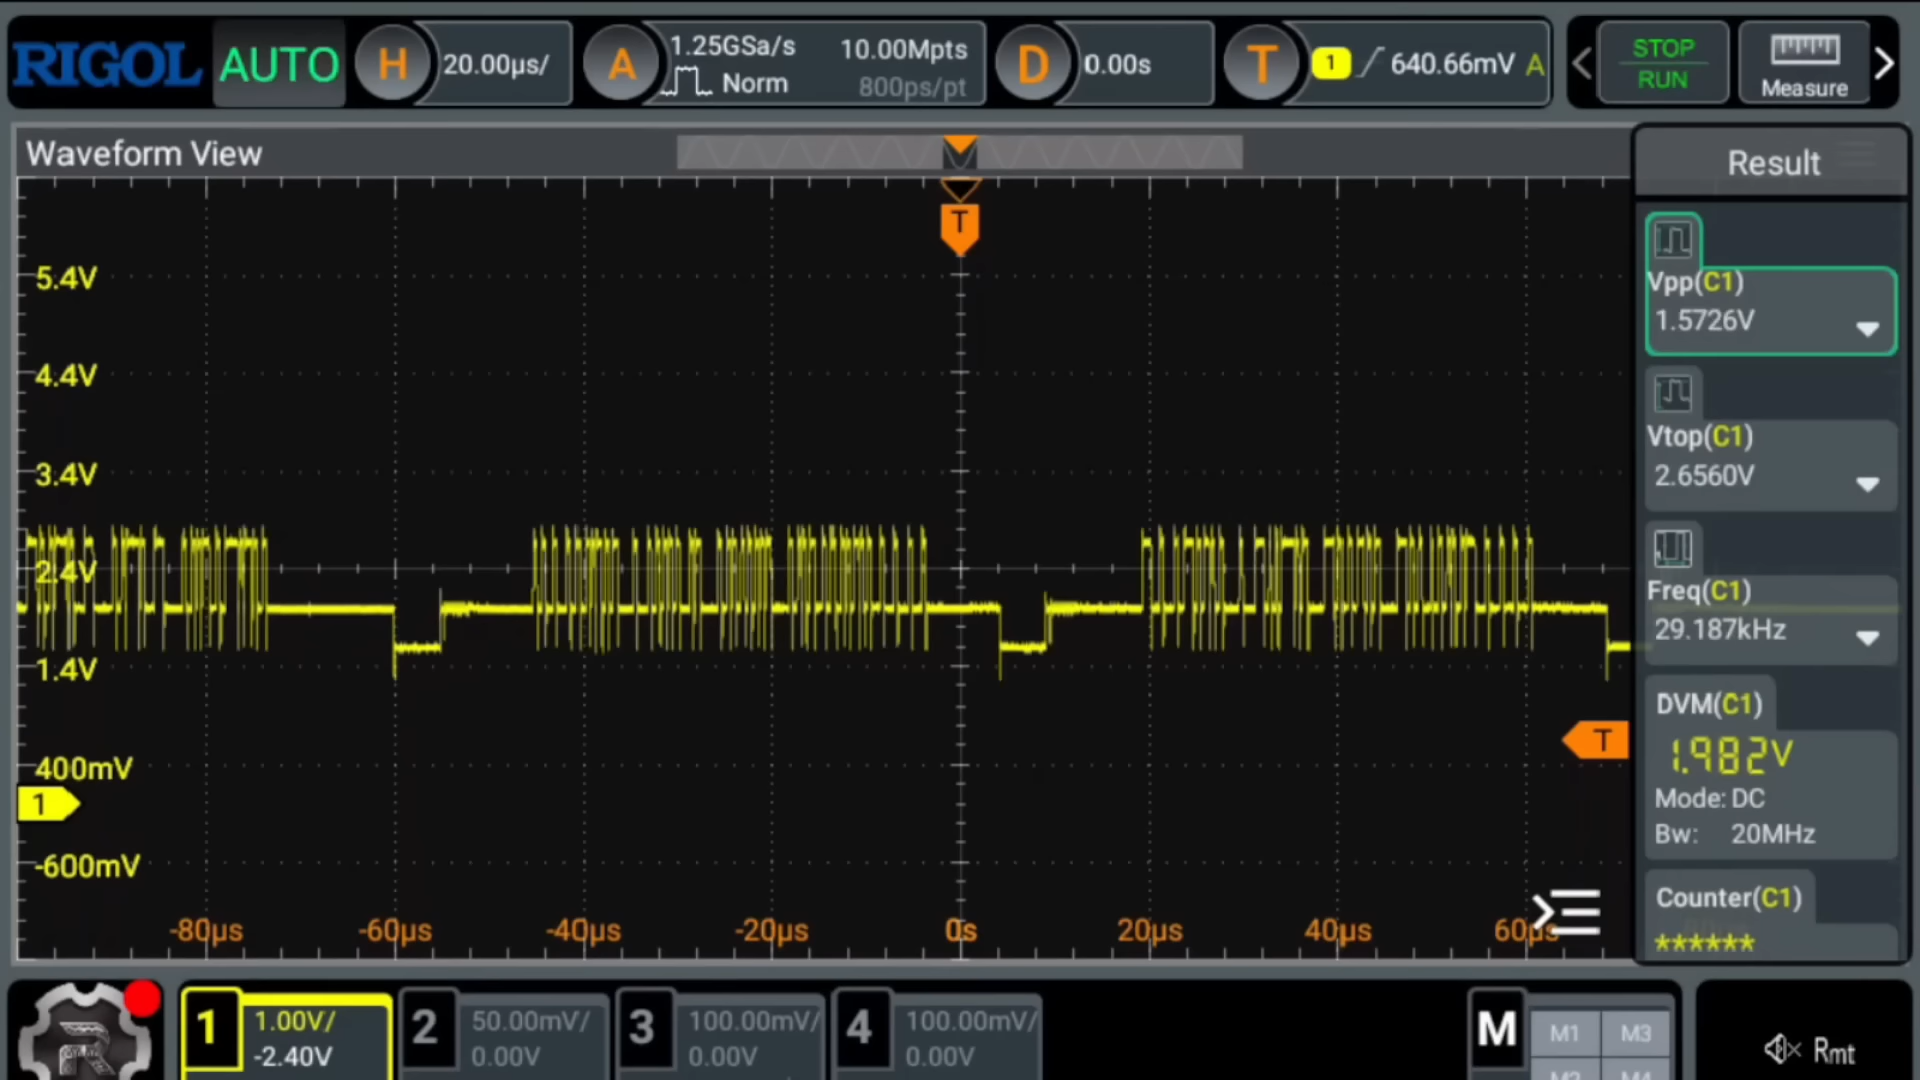 RIGOL AUTO H 20.00µs/ A 1.25GSa/s 10.00Mpts D 0.00s T 1 640.66mV A STOP
Norm 800ps/pt RUN Measure
Waveform View
Result
T
5.4V
Vpp(C1)
1.5726V
4.4V
Vtop(C1)
2.6560V
3.4V
2.4V
Freq(C1)
29.187kHz
1.4V
DVM(C1)
T
1.982V
400mV
Mode: DC
1
Bw: 20MHz
-600mV
Counter(C1)
******
-80µs -60µs -40µs -20µs 0s 20µs 40µs 60µs
R
1 1.00V/ 2 50.00mV/ 3 100.00mV/ 4 100.00mV/ M M1 M3
-2.40V 0.00V 0.00V 0.00V
Rmt